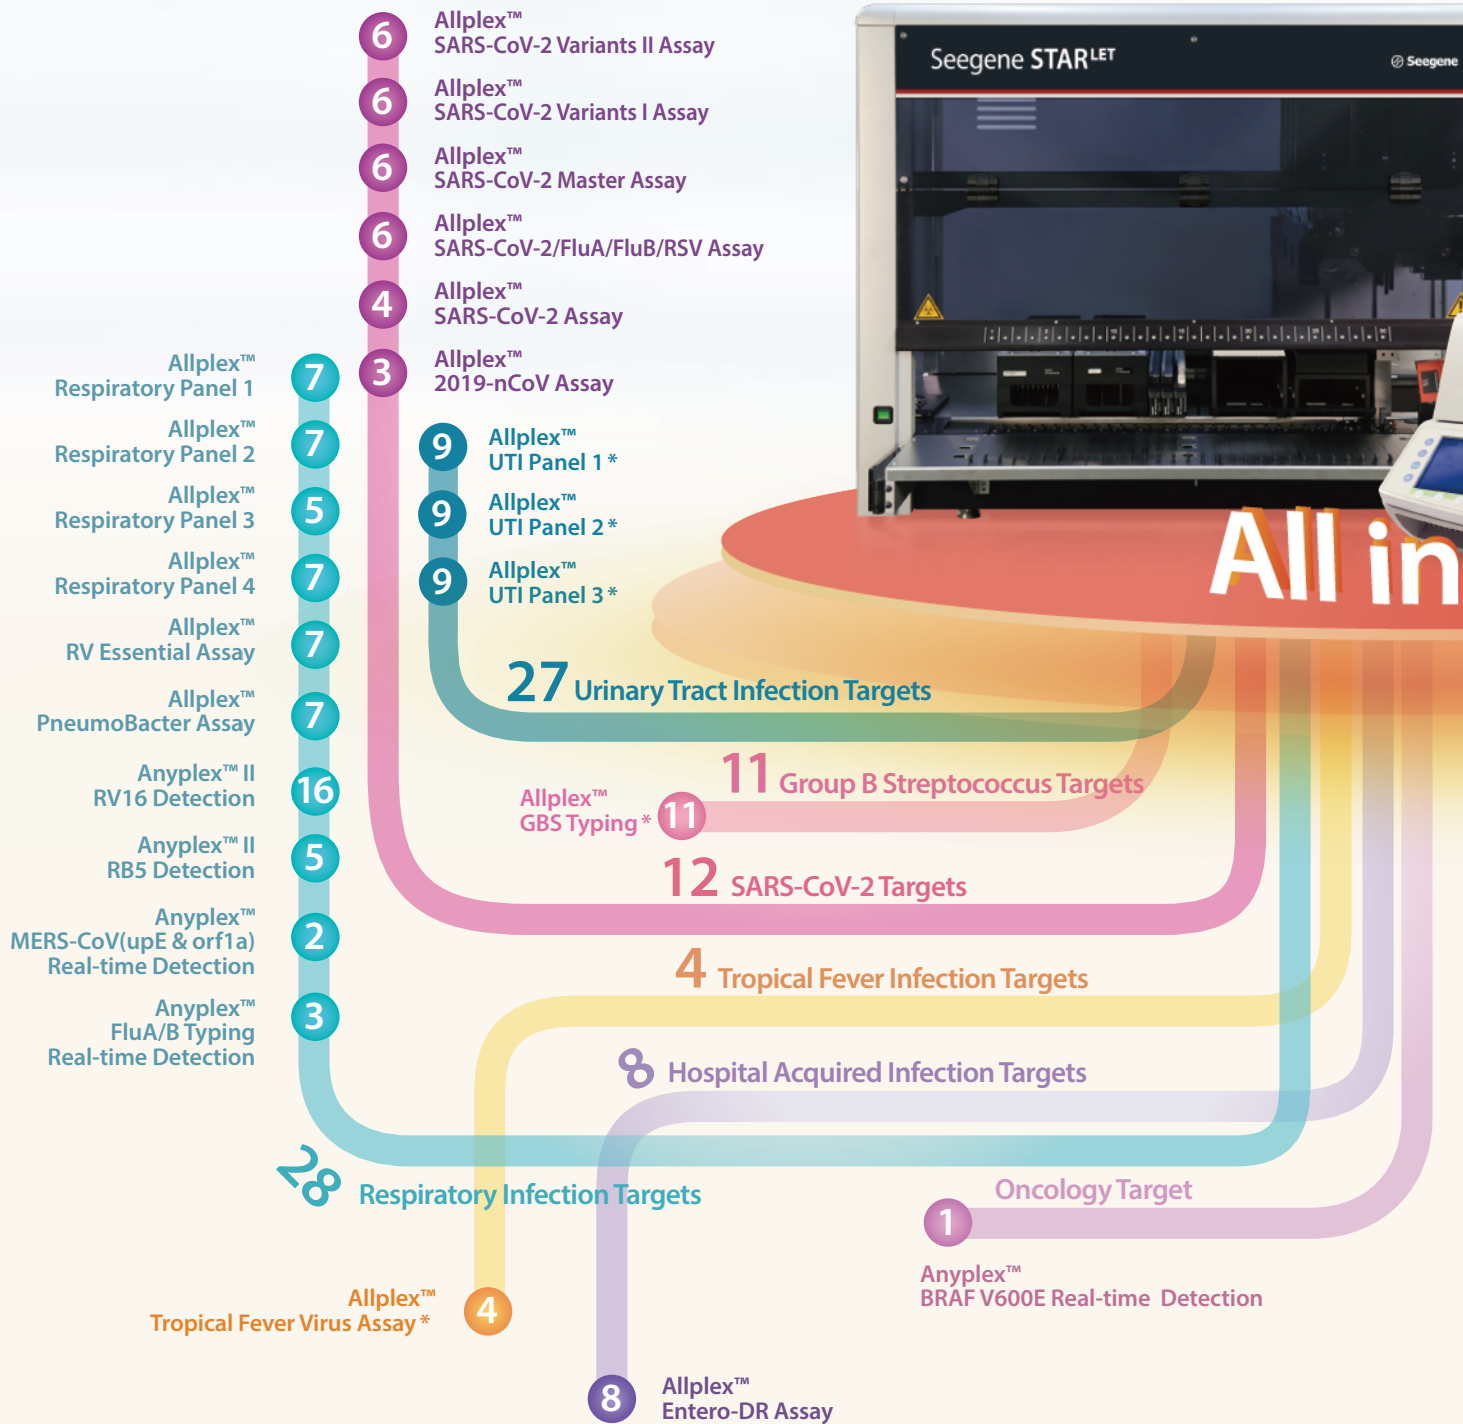 6
Allplex™
SARS-CoV-2 Variants II Assay
6
Allplex™
SARS-CoV-2 Variants I Assay
6
Allplex™
SARS-CoV-2 Master Assay
6
Allplex™
SARS-CoV-2/FluA/FluB/RSV Assay
4
Allplex™
SARS-CoV-2 Assay
3
Allplex™
2019-nCoV Assay
Seegene STARLET
Seegene
All in
Allplex™
Respiratory Panel 1
7
Allplex™
Respiratory Panel 2
7
Allplex™
Respiratory Panel 3
5
Allplex™
Respiratory Panel 4
7
Allplex™
RV Essential Assay
7
Allplex™
PneumoBacter Assay
7
Anyplex™ II
RV16 Detection
16
Anyplex™ II
RB5 Detection
5
Anyplex™
MERS-CoV(upE & orf1a)
Real-time Detection
2
Anyplex™
FluA/B Typing
Real-time Detection
3
9
Allplex™
UTI Panel 1 *
9
Allplex™
UTI Panel 2 *
9
Allplex™
UTI Panel 3 *
27 Urinary Tract Infection Targets
11 Group B Streptococcus Targets
Allplex™
GBS Typing *
11
12 SARS-CoV-2 Targets
4 Tropical Fever Infection Targets
8 Hospital Acquired Infection Targets
28 Respiratory Infection Targets
Oncology Target
1
Anyplex™
BRAF V600E Real-time Detection
Allplex™
Tropical Fever Virus Assay *
4
8
Allplex™
Entero-DR Assay